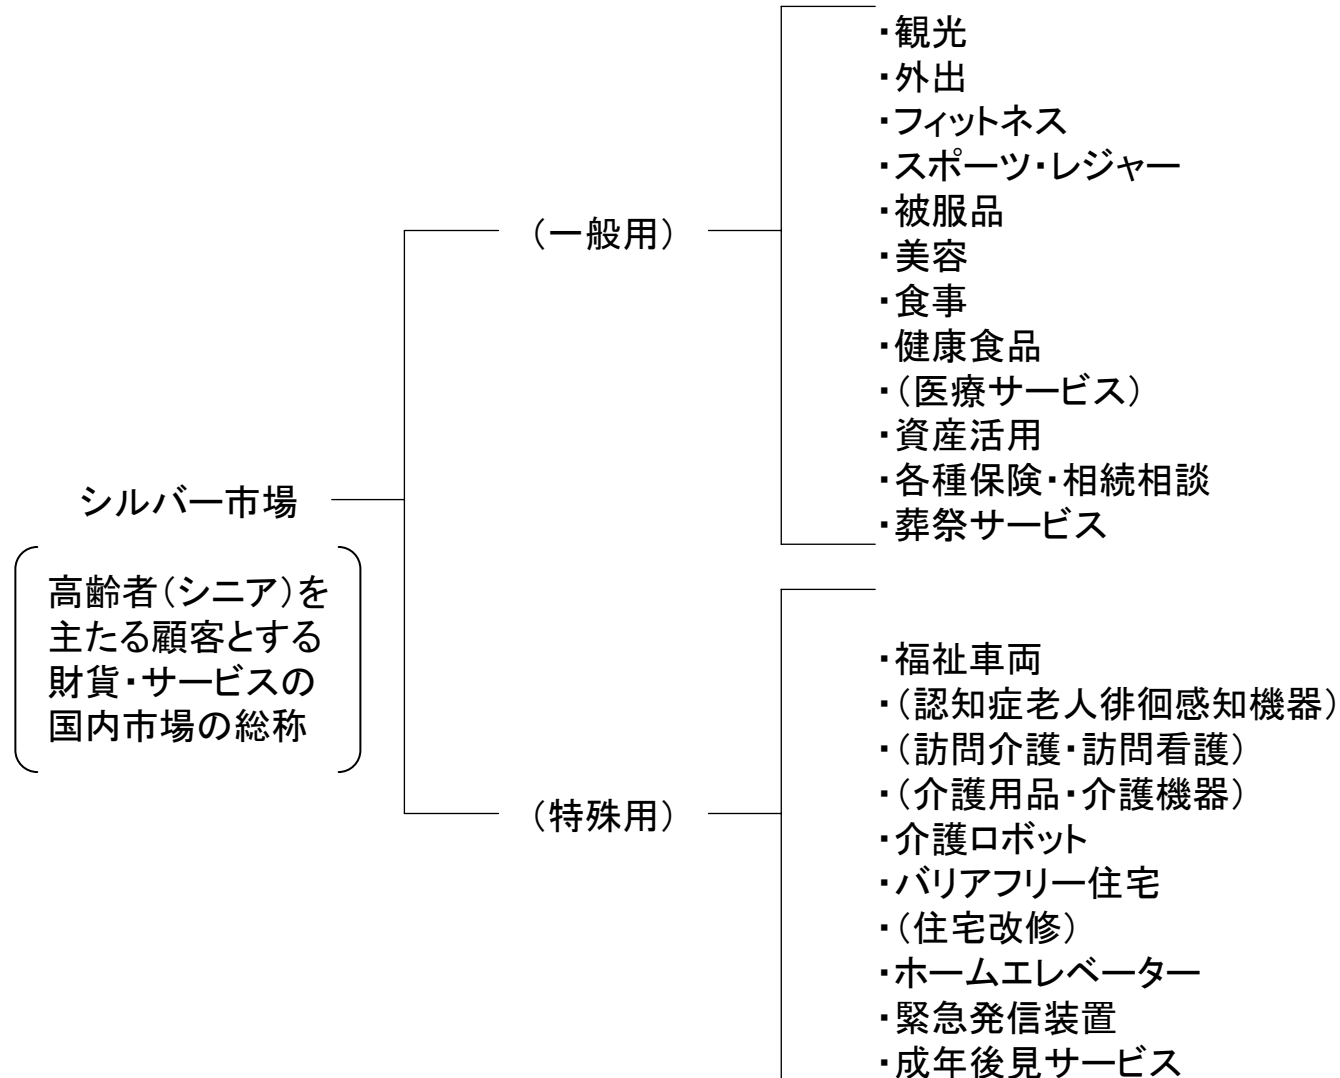 シルバー市場
高齢者(シニア)を
主たる顧客とする
財貨・サービスの
国内市場の総称
(一般用)
・観光
・外出
・フィットネス
・スポーツ・レジャー
・被服品
・美容
・食事
・健康食品
・(医療サービス)
・資産活用
・各種保険・相続相談
・葬祭サービス
(特殊用)
・福祉車両
・(認知症老人徘徊感知機器)
・(訪問介護・訪問看護)
・(介護用品・介護機器)
・介護ロボット
・バリアフリー住宅
・(住宅改修)
・ホームエレベーター
・緊急発信装置
・成年後見サービス